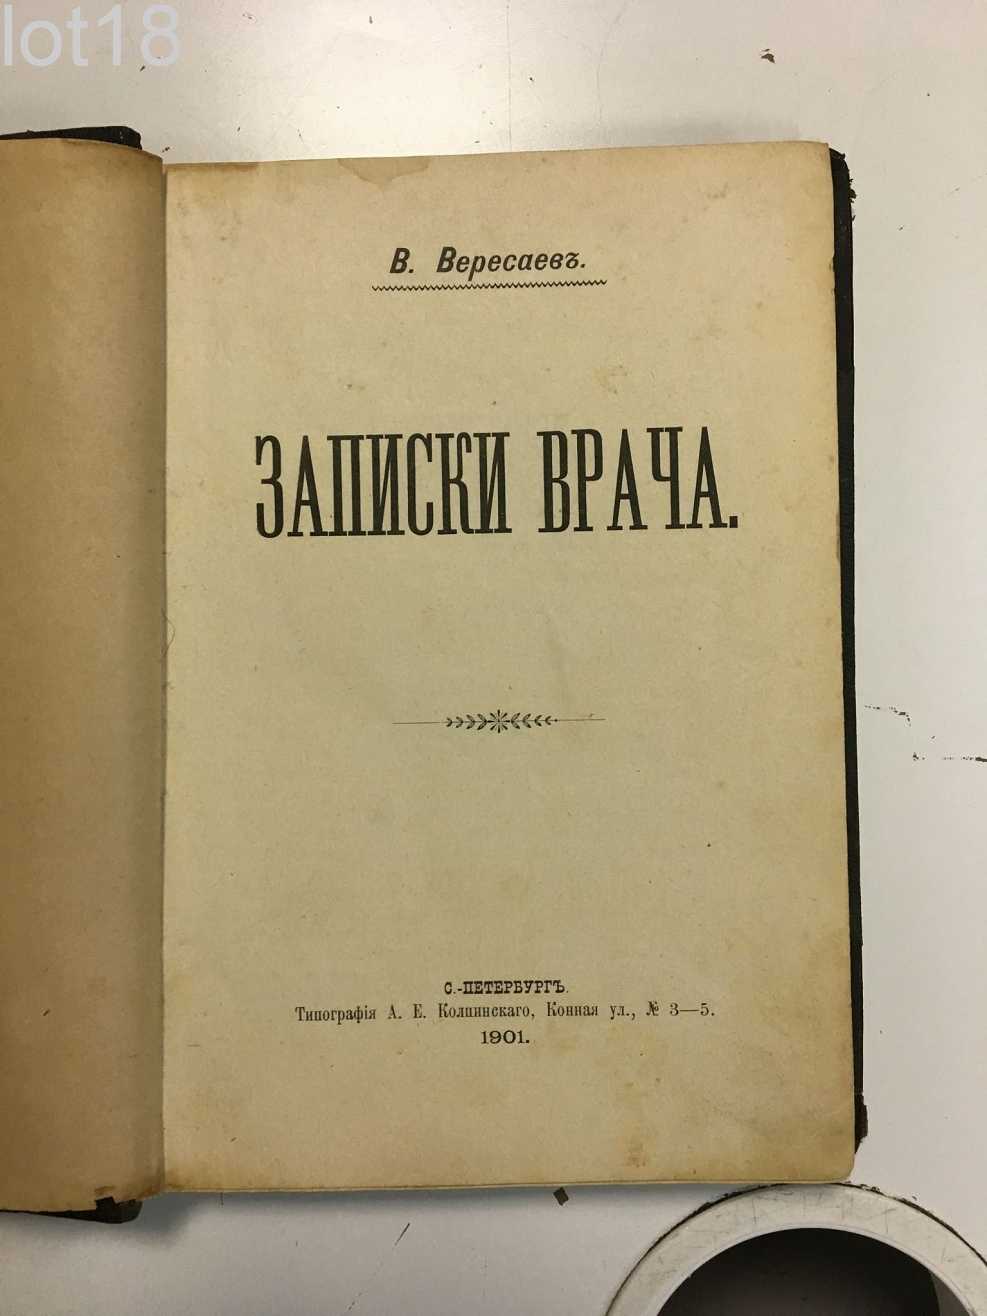 lot18
В. Вересаевъ.
ЗАПИСКИ ВРАЧА.
С.-ПЕТЕРБУРГЪ.
Типографія А. Е. Колпинскаго, Конная ул., № 3—5.
1901.